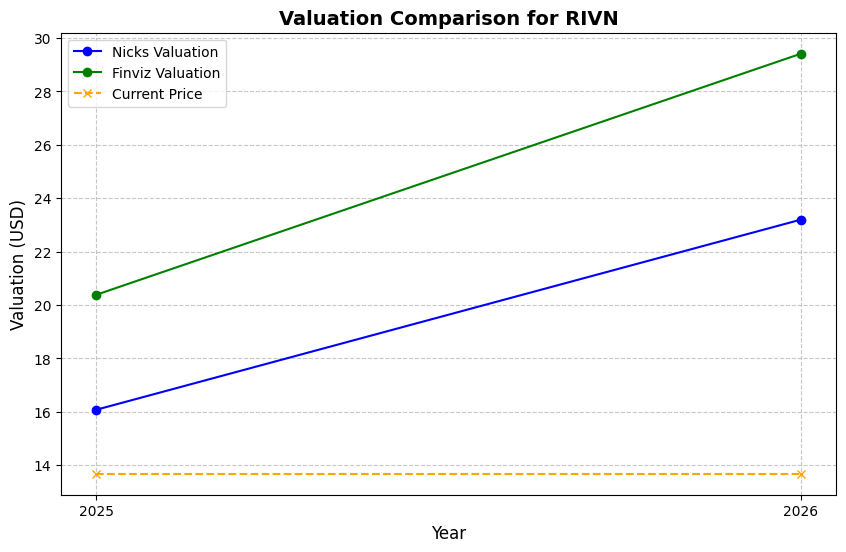 Valuation Comparison for RIVN
Nicks Valuation
Finviz Valuation
Current Price
Valuation (USD)
30
28
26
24
22
20
18
16
14
2025
2026
Year